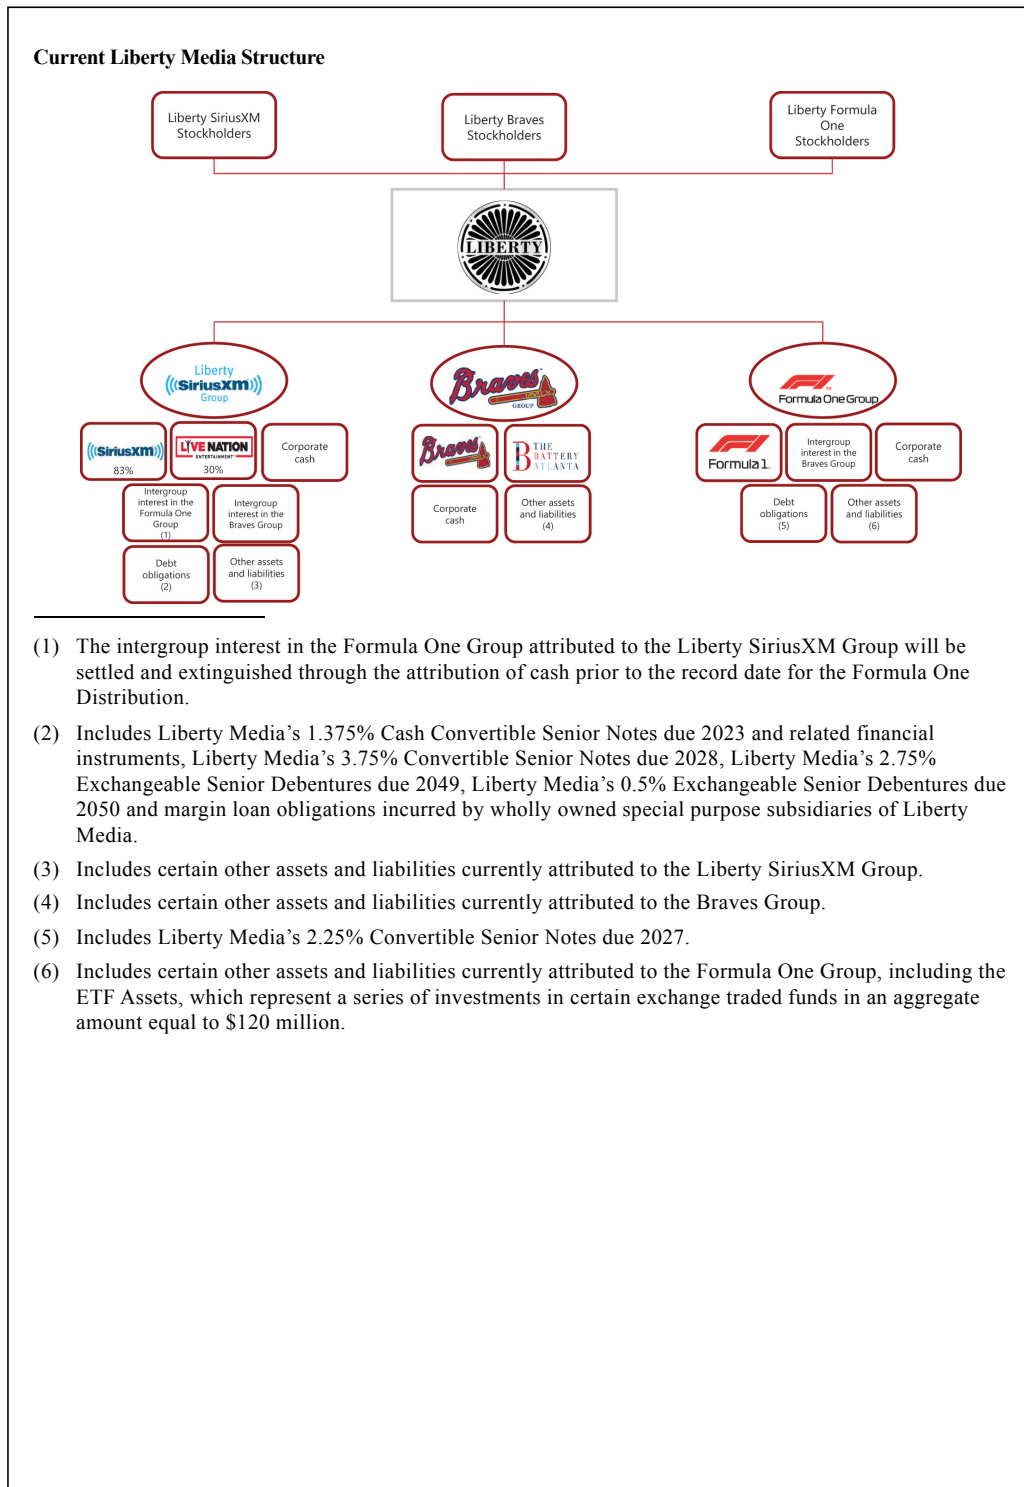 Current Liberty Media Structure
Liberty SiriusXM
Stockholders
Liberty Braves
Stockholders
Liberty Formula
One
Stockholders
LIBERTY
Liberty
SiriusXM
Group
Braves
GROUP
F1
Formula One Group
SiriusXM
83%
LIVE NATION
ENTERTAINMENT
30%
Corporate
cash
Intergroup
interest in the
Formula One
Group
(1)
Intergroup
interest in the
Braves Group
Debt
obligations
(2)
Other assets
and liabilities
(3)
Braves
THE
BATTERY
ATLANTA
Corporate
cash
Other assets
and liabilities
(4)
Formula 1
Intergroup
interest in the
Braves Group
Corporate
cash
Debt
obligations
(5)
Other assets
and liabilities
(6)
(1) The intergroup interest in the Formula One Group attributed to the Liberty SiriusXM Group will be
settled and extinguished through the attribution of cash prior to the record date for the Formula One
Distribution.
(2) Includes Liberty Media’s 1.375% Cash Convertible Senior Notes due 2023 and related financial
instruments, Liberty Media’s 3.75% Convertible Senior Notes due 2028, Liberty Media’s 2.75%
Exchangeable Senior Debentures due 2049, Liberty Media’s 0.5% Exchangeable Senior Debentures due
2050 and margin loan obligations incurred by wholly owned special purpose subsidiaries of Liberty
Media.
(3) Includes certain other assets and liabilities currently attributed to the Liberty SiriusXM Group.
(4) Includes certain other assets and liabilities currently attributed to the Braves Group.
(5) Includes Liberty Media’s 2.25% Convertible Senior Notes due 2027.
(6) Includes certain other assets and liabilities currently attributed to the Formula One Group, including the
ETF Assets, which represent a series of investments in certain exchange traded funds in an aggregate
amount equal to $120 million.